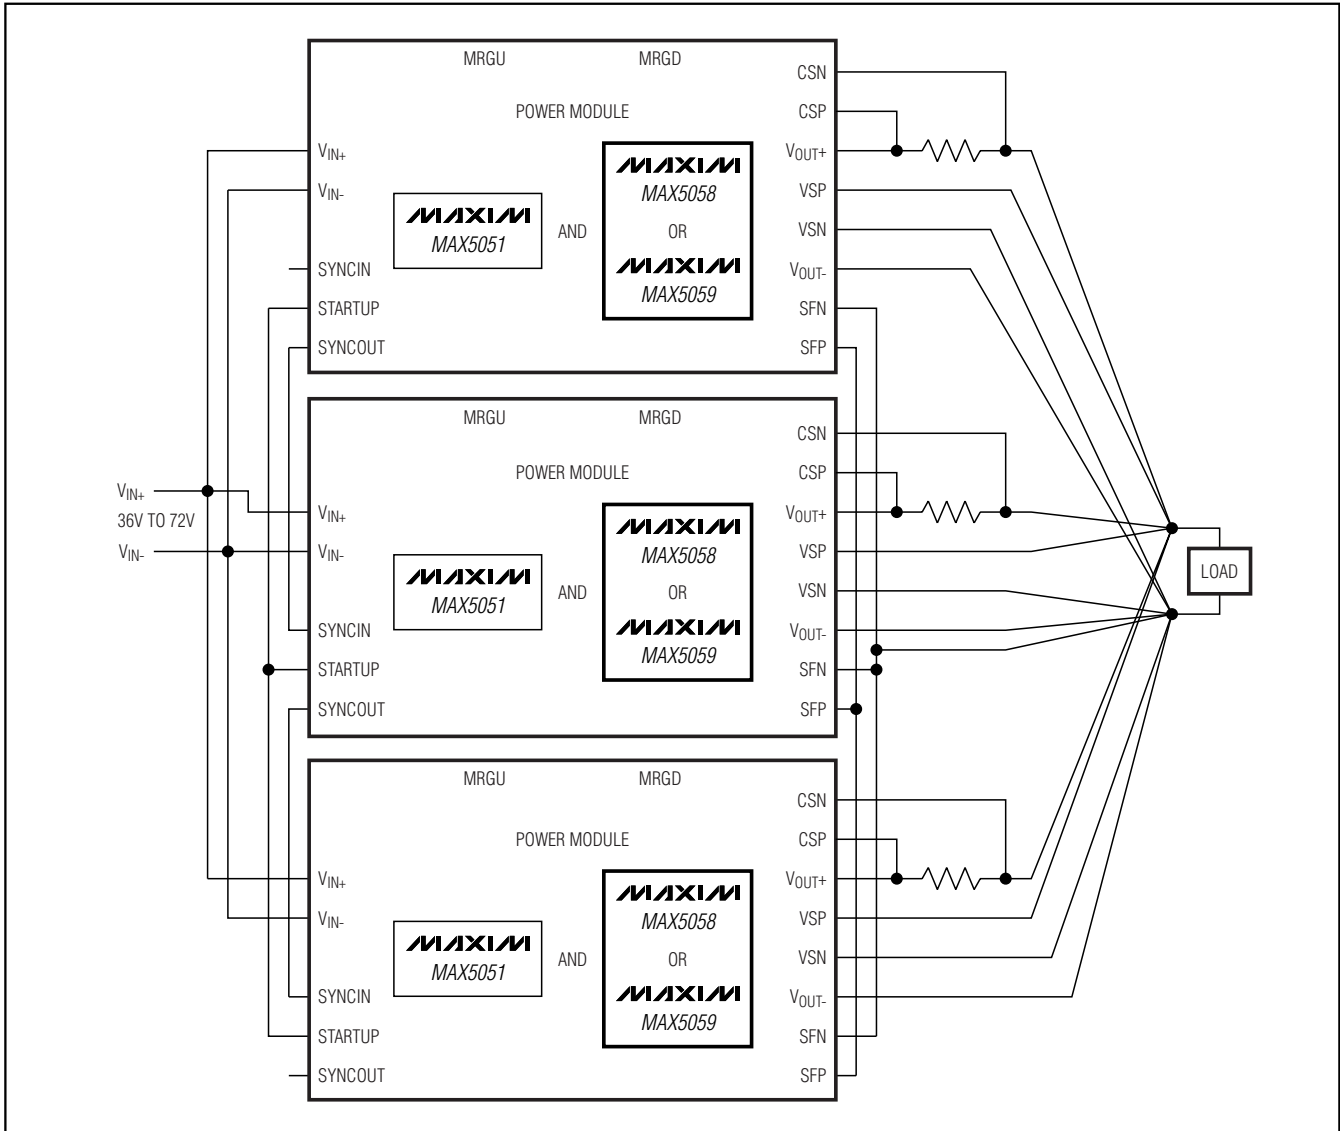 MRGU MRGD
POWER MODULE
VIN+
VIN-
SYNCIN
STARTUP
SYNCOUT
MAXIM
MAX5051
AND
MAXIM
MAX5058
OR
MAXIM
MAX5059
CSN
CSP
VOUT+
VSP
VSN
VOUT-
SFN
SFP
VIN+
36V TO 72V
VIN-
MRGU MRGD
POWER MODULE
VIN+
VIN-
SYNCIN
STARTUP
SYNCOUT
MAXIM
MAX5051
AND
MAXIM
MAX5058
OR
MAXIM
MAX5059
CSN
CSP
VOUT+
VSP
VSN
VOUT-
SFN
SFP
LOAD
MRGU MRGD
POWER MODULE
VIN+
VIN-
SYNCIN
STARTUP
SYNCOUT
MAXIM
MAX5051
AND
MAXIM
MAX5058
OR
MAXIM
MAX5059
CSN
CSP
VOUT+
VSP
VSN
VOUT-
SFN
SFP